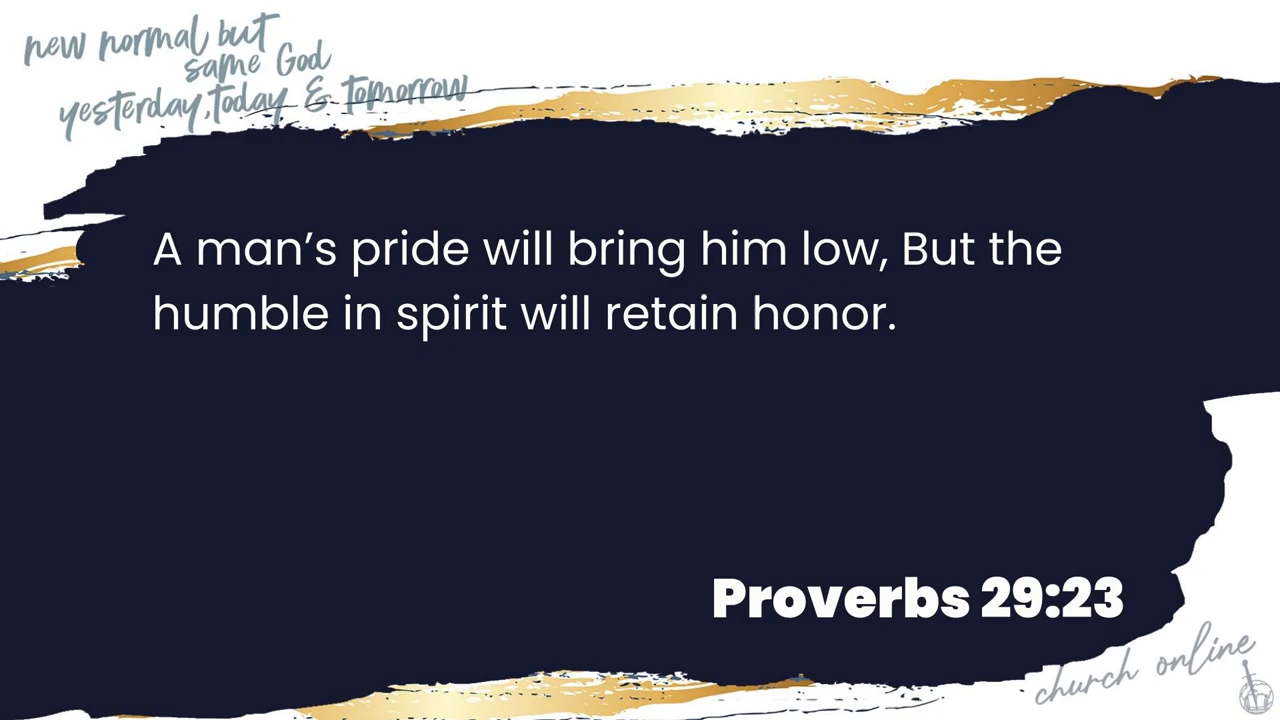 new normal but
same God
yesterday, today & tomorrow
A man’s pride will bring him low, But the
humble in spirit will retain honor.
Proverbs 29:23
church online